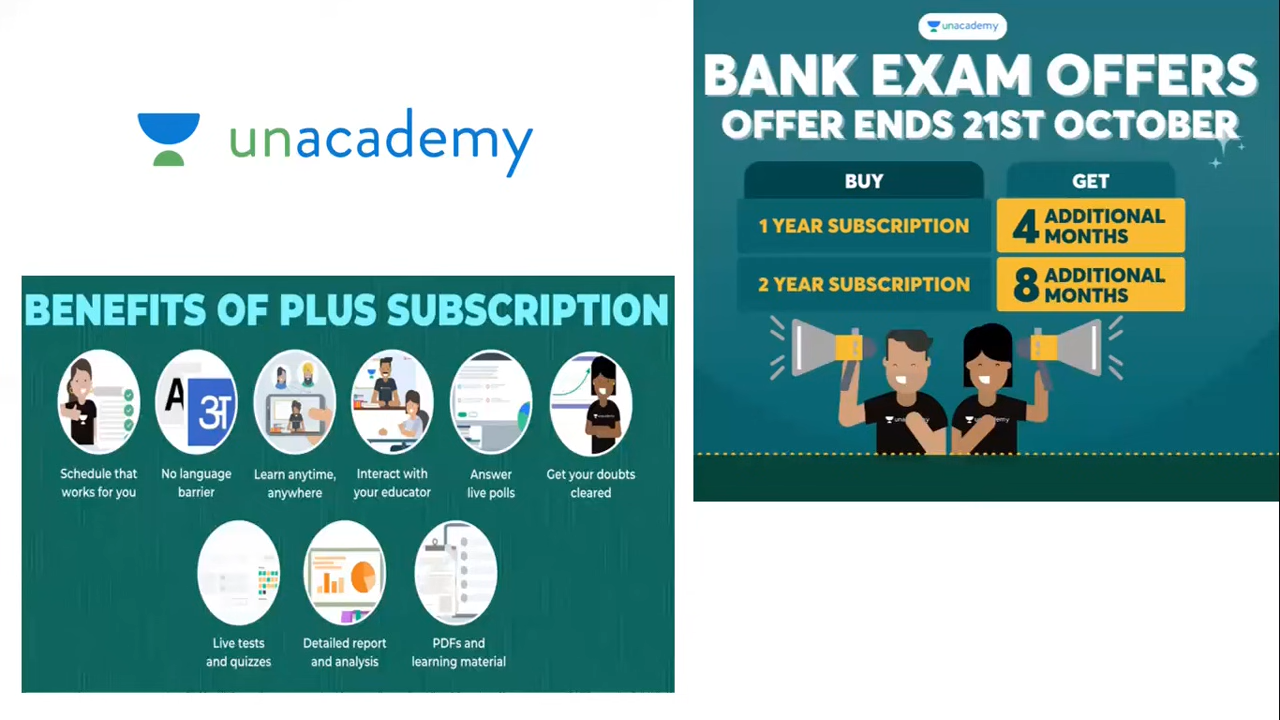 unacademy
BENEFITS OF PLUS SUBSCRIPTION
A
अ
Schedule that
works for you
No language
barrier
Learn anytime,
anywhere
Interact with
your educator
Answer
live polls
Get your doubts
cleared
Live tests
and quizzes
Detailed report
and analysis
PDFs and
learning material
unacademy
BANK EXAM OFFERS
OFFER ENDS 21ST OCTOBER
BUY
GET
1 YEAR SUBSCRIPTION
4 ADDITIONAL
MONTHS
2 YEAR SUBSCRIPTION
8 ADDITIONAL
MONTHS
unacademy
unacademy